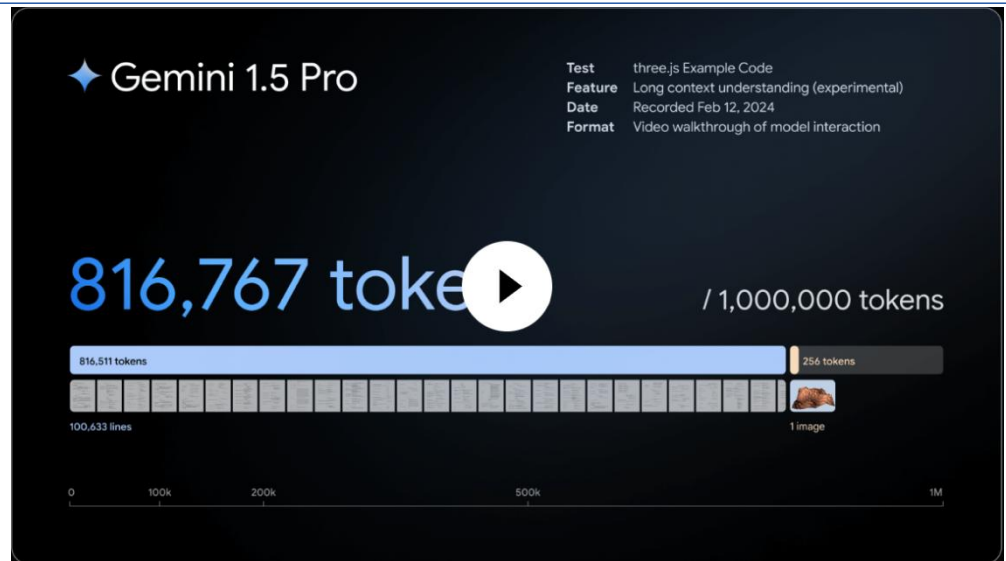 Gemini 1.5 Pro
Test three.js Example Code
Feature Long context understanding (experimental)
Date Recorded Feb 12, 2024
Format Video walkthrough of model interaction
816,767 toke
/ 1,000,000 tokens
816,511 tokens
256 tokens
100,633 lines
1 image
0 100k 200k 500k 1M